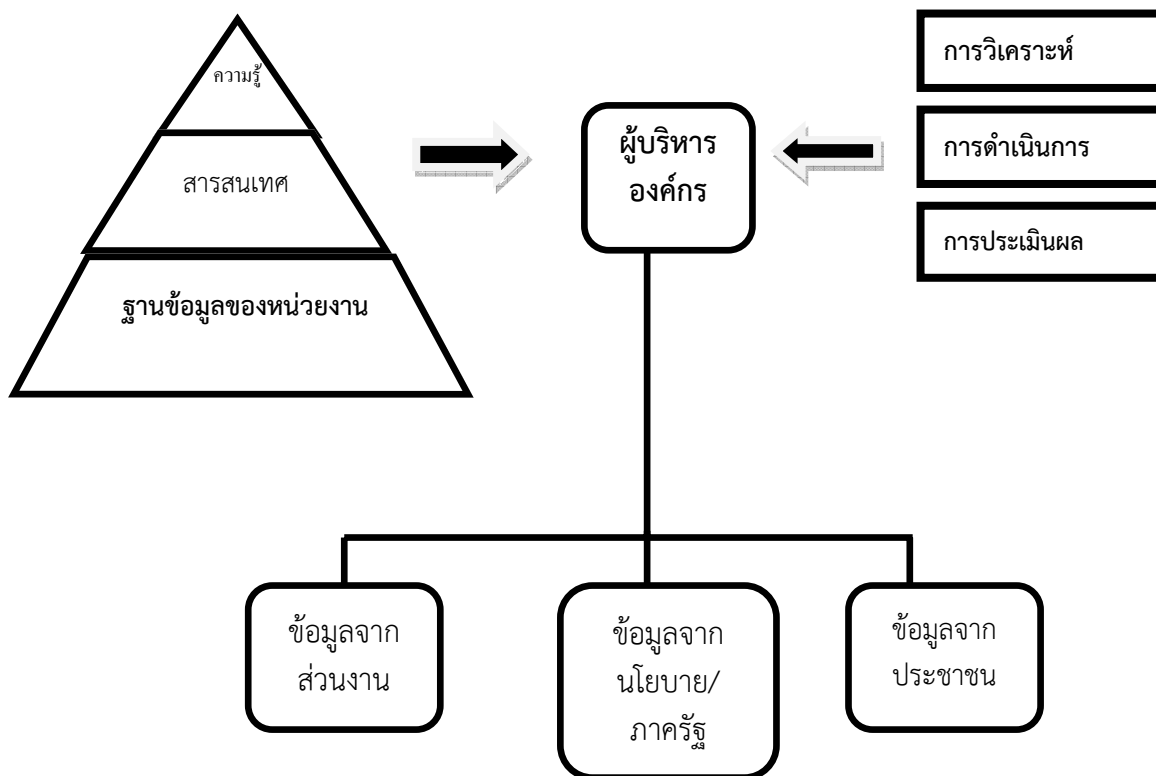 ความรู้
สารสนเทศ
ฐานข้อมูลของหน่วยงาน
ผู้บริหาร
องค์กร
การวิเคราะห์
การดำเนินการ
การประเมินผล
ข้อมูลจาก
ส่วนงาน
ข้อมูลจาก
นโยบาย/
ภาครัฐ
ข้อมูลจาก
ประชาชน